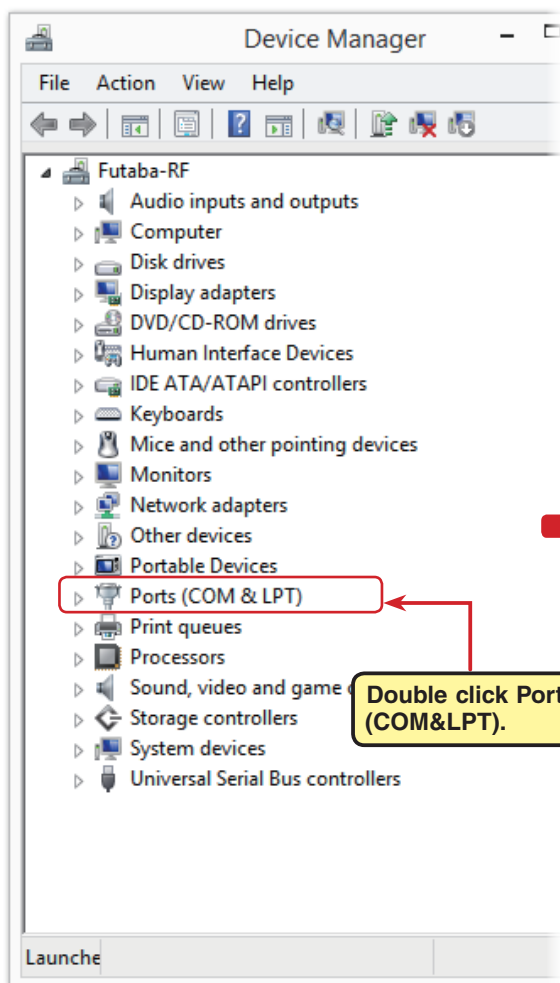 Device Manager
File Action View Help
Futaba-RF
Audio inputs and outputs
Computer
Disk drives
Display adapters
DVD/CD-ROM drives
Human Interface Devices
IDE ATA/ATAPI controllers
Keyboards
Mice and other pointing devices
Monitors
Network adapters
Other devices
Portable Devices
Ports (COM & LPT)
Print queues
Processors
Sound, video and game
Storage controllers
System devices
Universal Serial Bus controllers
Double click Port
(COM&LPT).
Launche